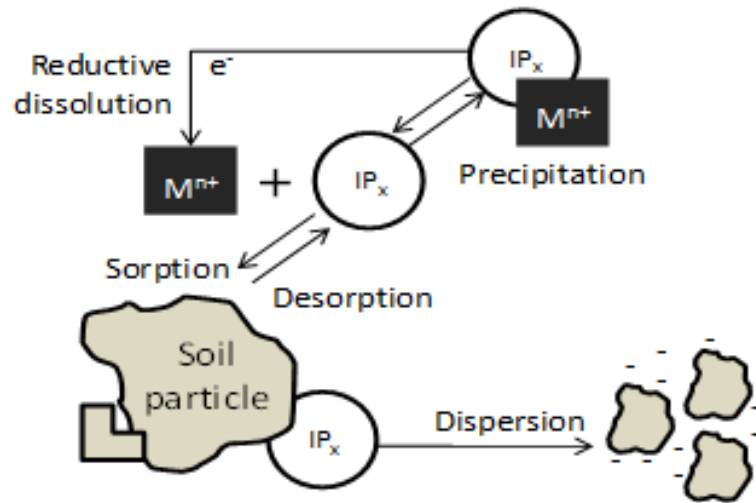 Reductive
dissolution
e⁻
IPₓ
Mⁿ⁺
Mⁿ⁺
+
IPₓ
Precipitation
Sorption
Desorption
Soil
particle
IPₓ
Dispersion
- - - - - - - - - - -